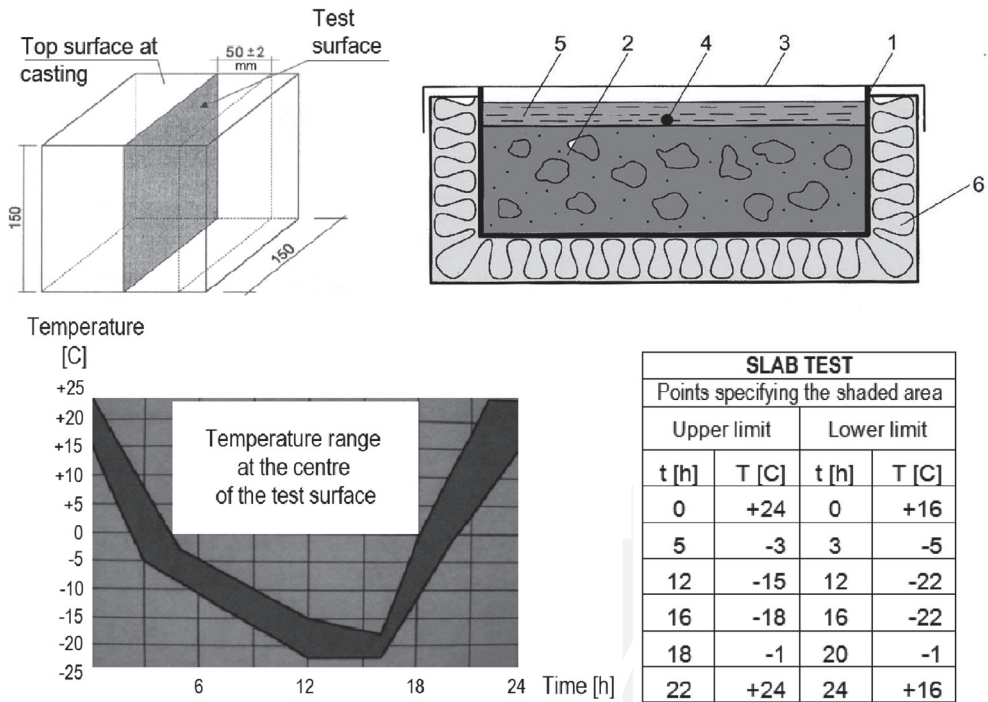 Top surface at
casting
Test
surface
50 ±2
mm
150
150
5 2 4 3 1
6
Temperature
[C]
+25
+20
+15
+10
+5
0
-5
-10
-15
-20
-25
Temperature range
at the centre
of the test surface
6 12 18 24 Time [h]
SLAB TEST
Points specifying the shaded area
Upper limit Lower limit
t [h] T [C] t [h] T [C]
0 +24 0 +16
5 -3 3 -5
12 -15 12 -22
16 -18 16 -22
18 -1 20 -1
22 +24 24 +16